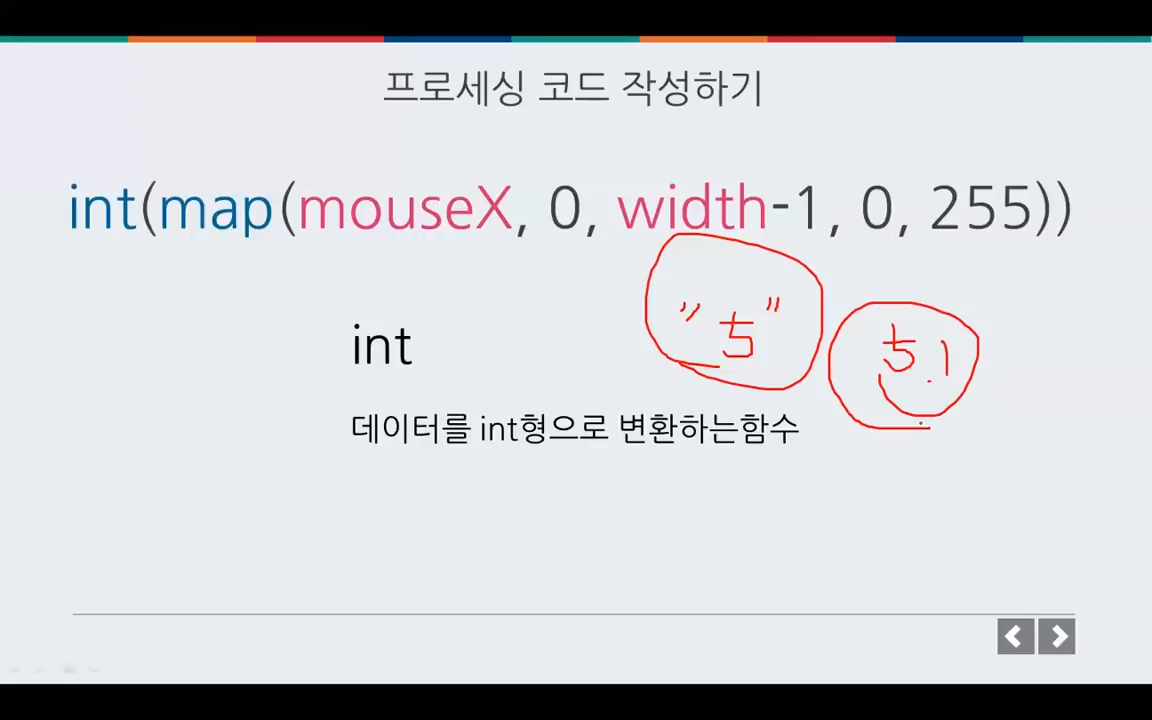 프로세싱 코드 작성하기
int(map(mouseX, 0, width-1, 0, 255))
"5"
int
5.1
데이터를 int형으로 변환하는함수